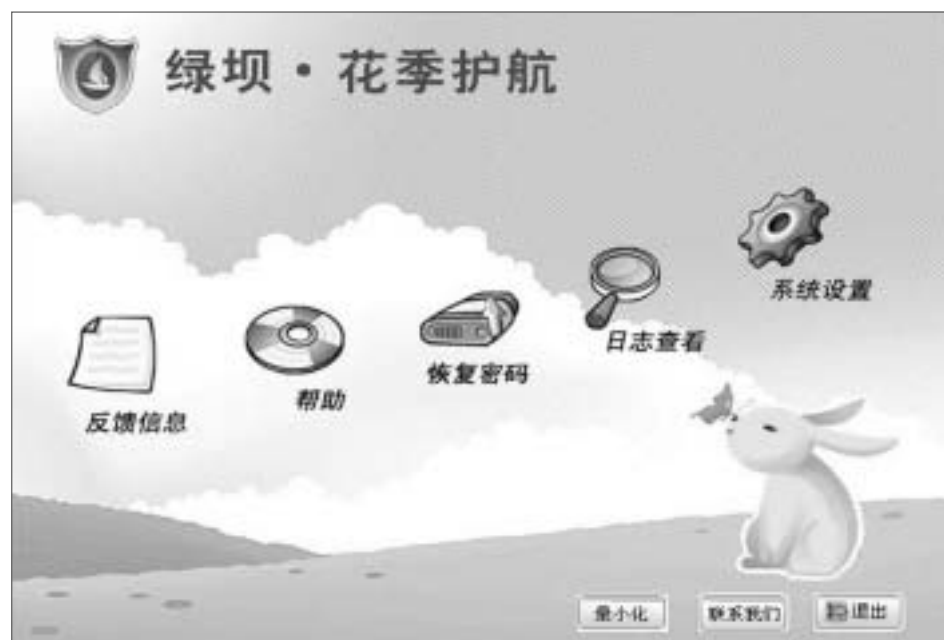 绿坝·花季护航
系统设置
日志查看
恢复密码
帮助
反馈信息
最小化
联系我们
退出